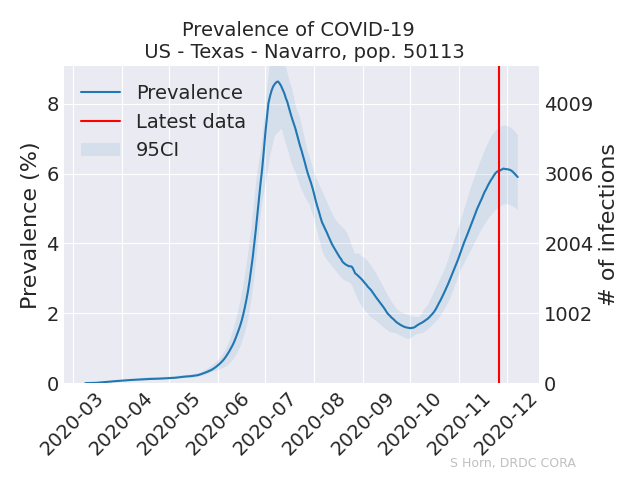 Prevalence of COVID-19
US - Texas - Navarro, pop. 50113
Prevalence
Latest data
95CI
Prevalence (%)
8
6
4
2
0
4009
3006
2004
1002
0
# of infections
2020-03
2020-04
2020-05
2020-06
2020-07
2020-08
2020-09
2020-10
2020-11
2020-12
S Horn, DRDC CORA